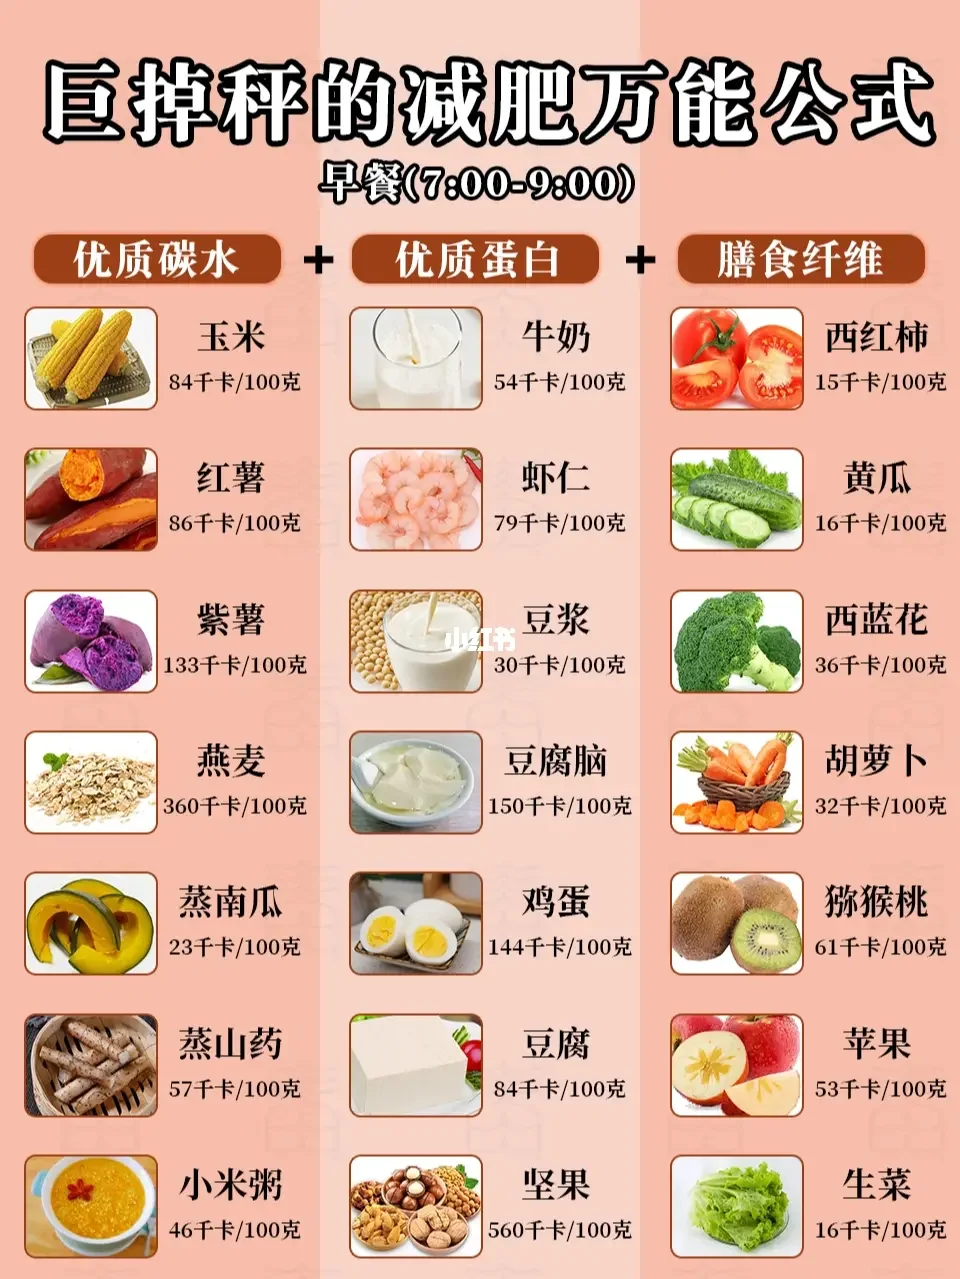 巨掉秤的减肥万能公式
早餐(7:00-9:00)
优质碳水 + 优质蛋白 + 膳食纤维
玉米 牛奶 西红柿
84千卡/100克 54千卡/100克 15千卡/100克
红薯 虾仁 黄瓜
86千卡/100克 79千卡/100克 16千卡/100克
紫薯 豆浆 西蓝花
小红书
133千卡/100克 30千卡/100克 36千卡/100克
燕麦 豆腐脑 胡萝卜
360千卡/100克 150千卡/100克 32千卡/100克
蒸南瓜 鸡蛋 猕猴桃
23千卡/100克 144千卡/100克 61千卡/100克
蒸山药 豆腐 苹果
57千卡/100克 84千卡/100克 53千卡/100克
小米粥 坚果 生菜
46千卡/100克 560千卡/100克 16千卡/100克